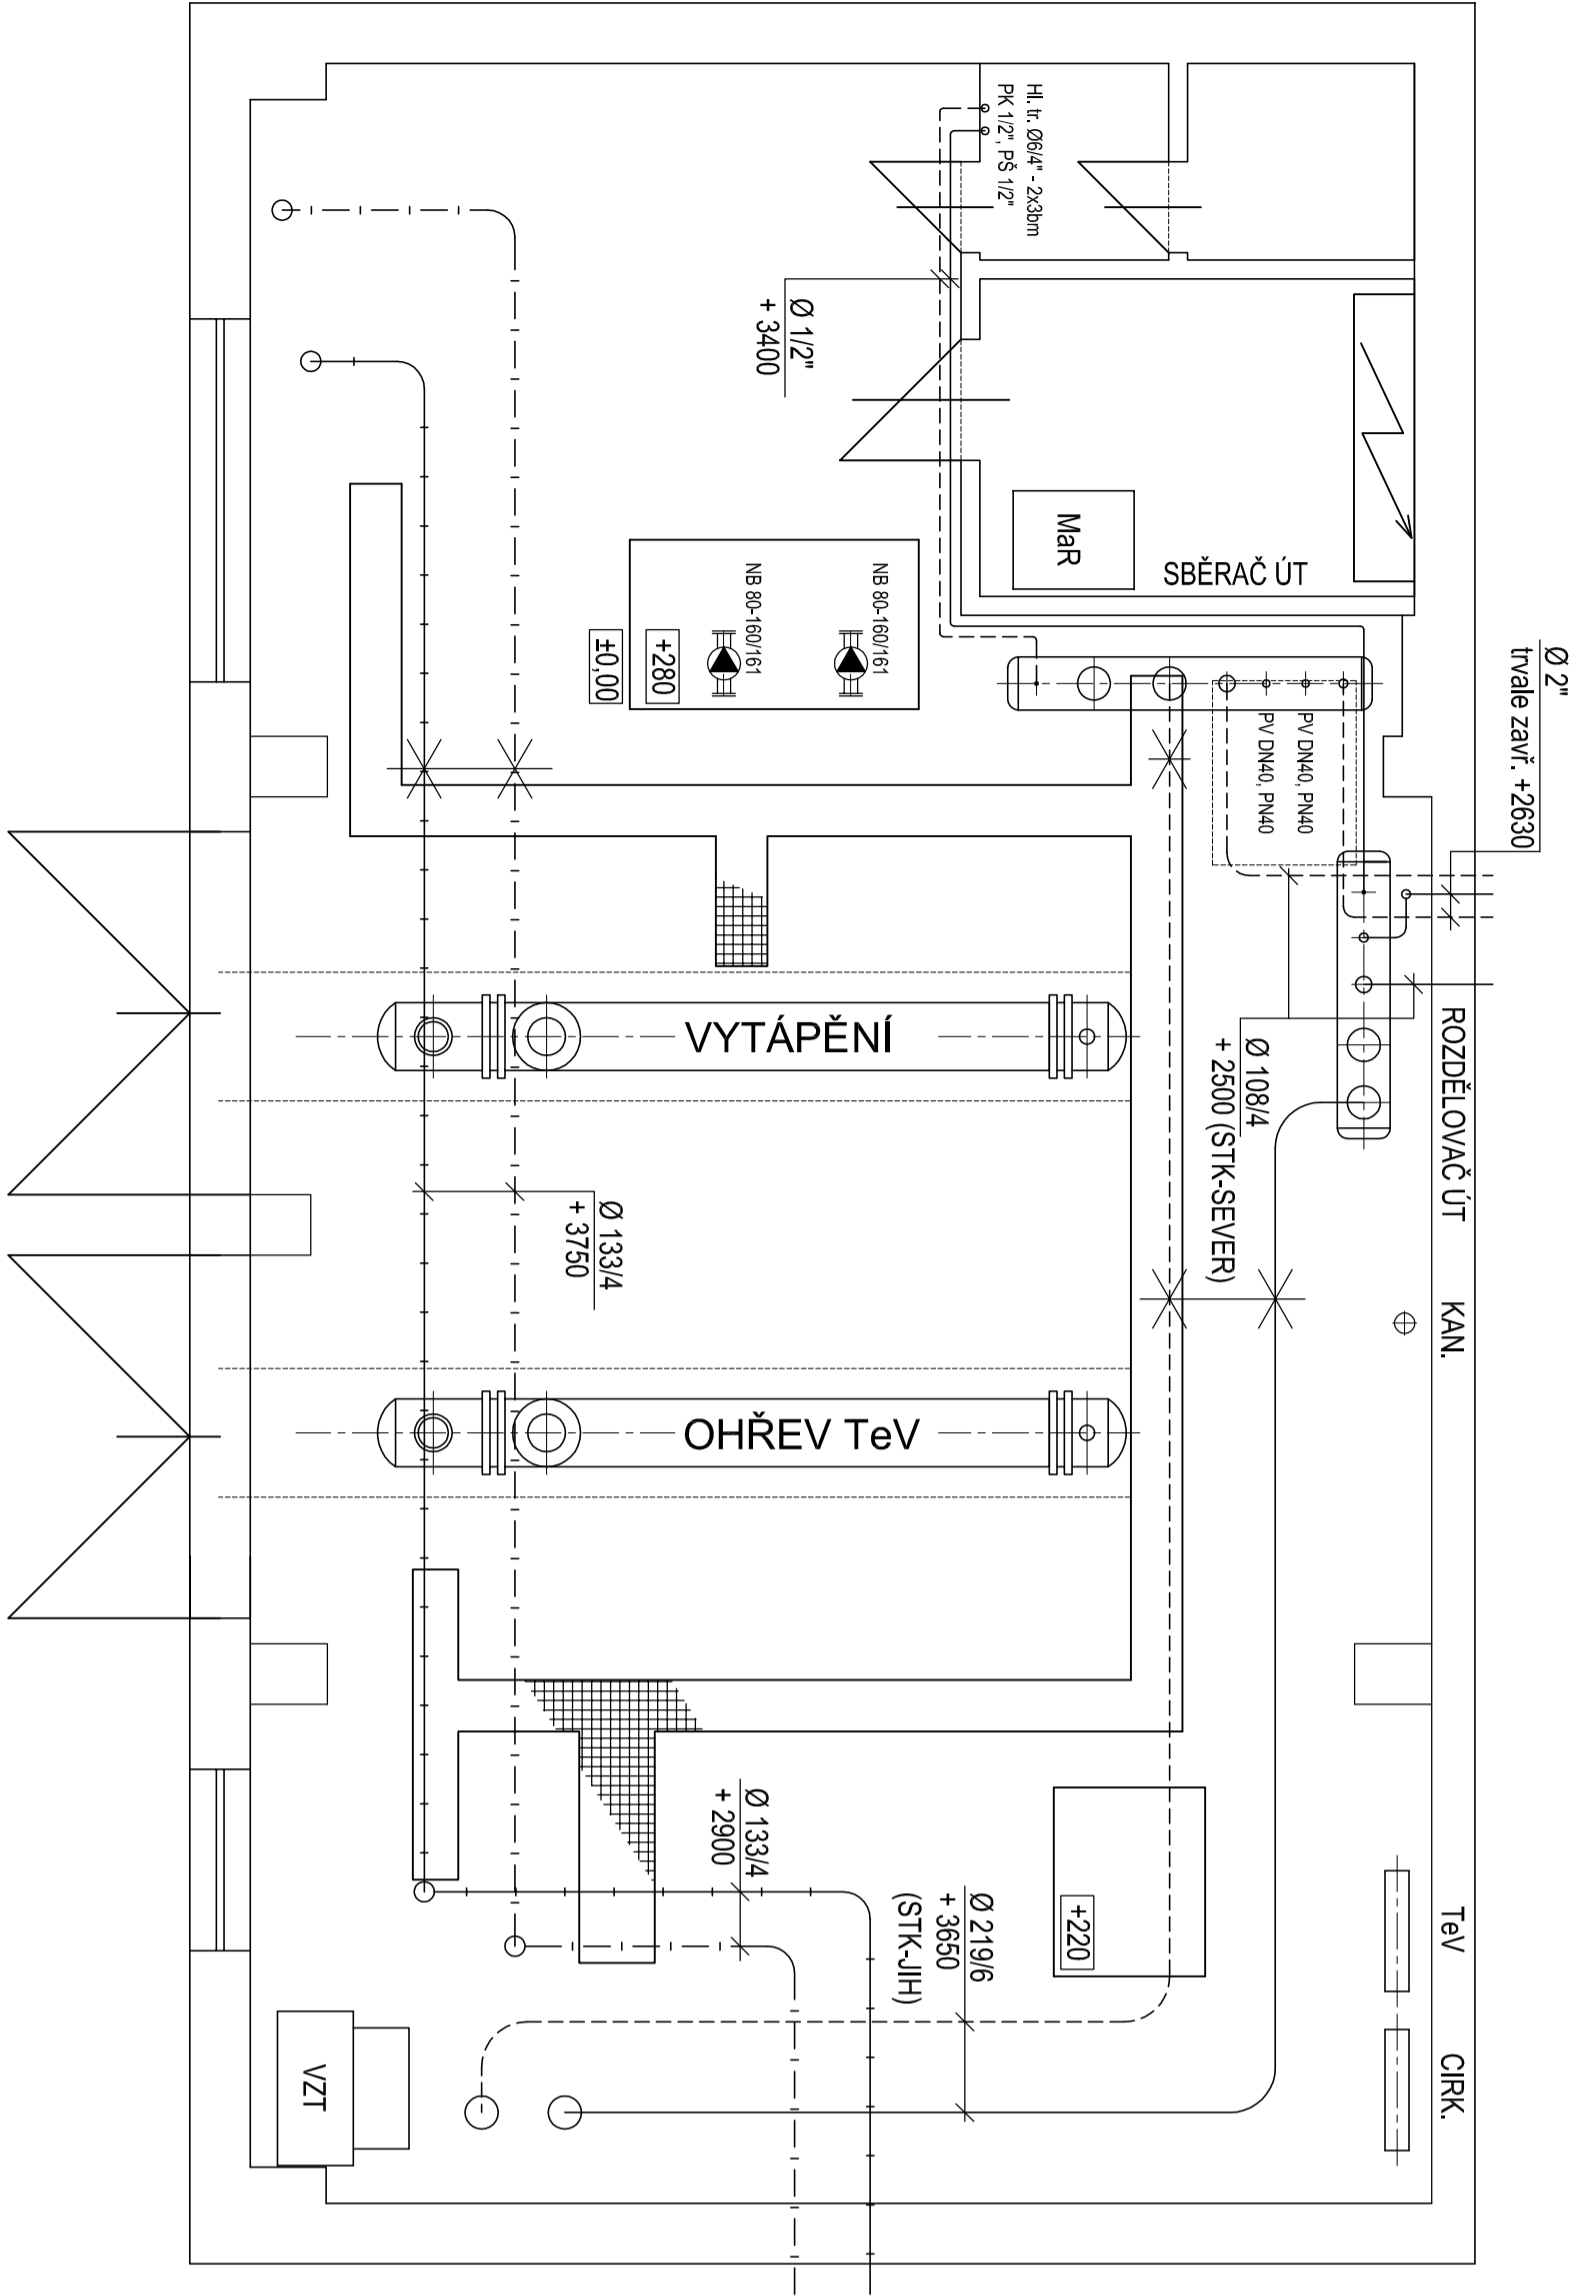 Hl. tr. Ø6/4" - 2x3bm
PK 1/2", PŠ 1/2"
Ø 1/2"
+ 3400
MaR
SBĚRAČ ÚT
NB 80-160/161
NB 80-160/161
+280
±0,00
Ø 2"
trvale zavř. +2630
PV DN40, PN40
PV DN40, PN40
VYTÁPĚNÍ
ROZDĚLOVAČ ÚT
Ø 108/4
+ 2500 (STK-SEVER)
Ø 133/4
+ 3750
KAN.
OHŘEV TeV
Ø 133/4
+ 2900
Ø 219/6
+ 3650
(STK-JIH)
+220
TeV
CIRK.
VZT